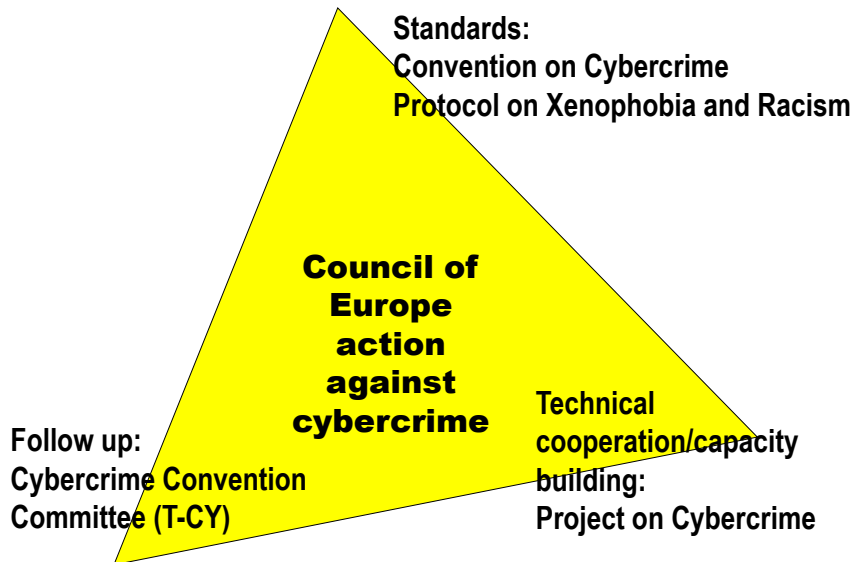 Standards:
Convention on Cybercrime
Protocol on Xenophobia and Racism
Council of
Europe
action
against
cybercrime
Follow up:
Cybercrime Convention
Committee (T-CY)
Technical
cooperation/capacity
building:
Project on Cybercrime